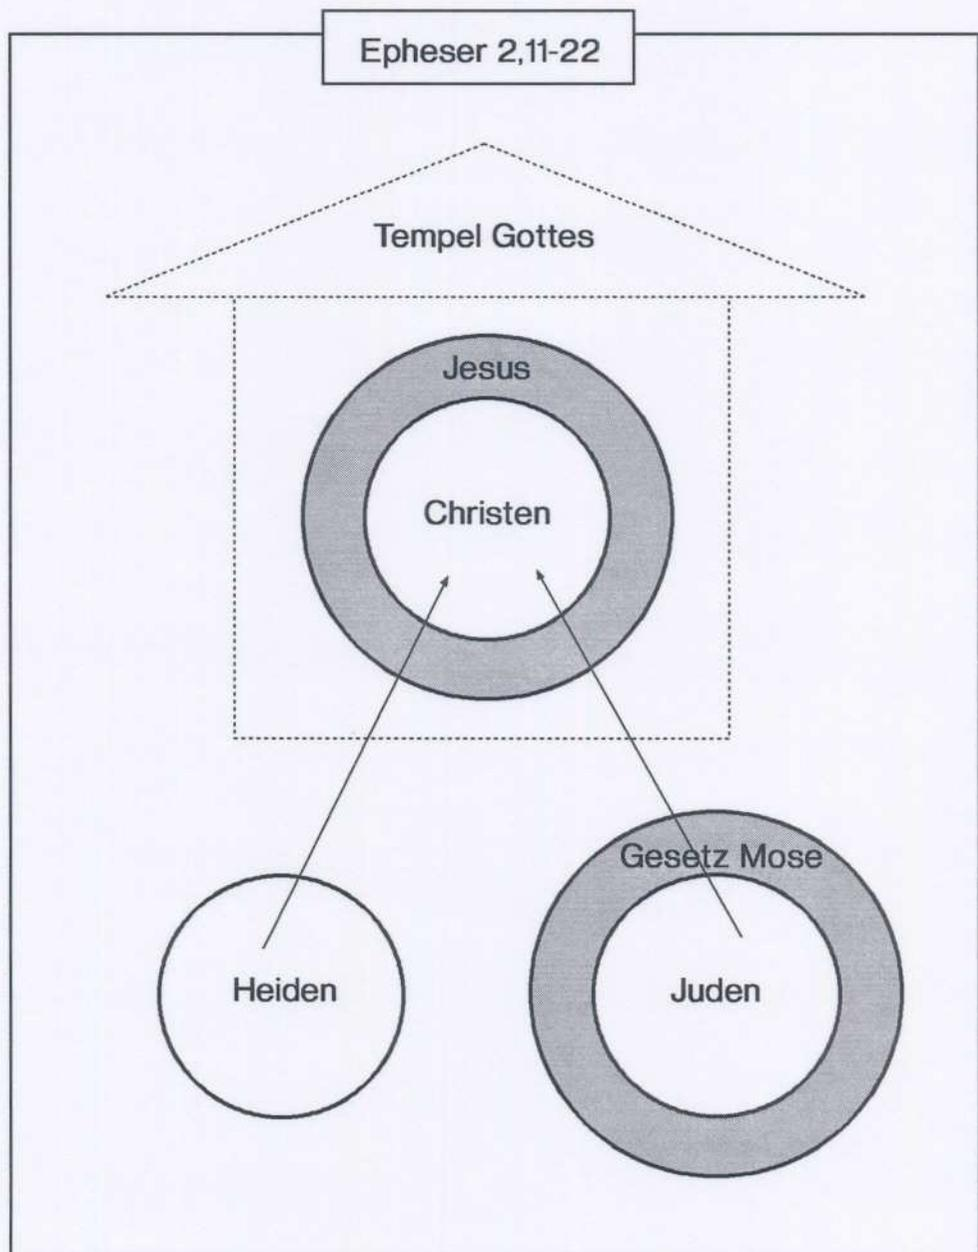 Epheser 2,11-22
Tempel Gottes
Jesus
Christen
Gesetz Mose
Heiden
Juden